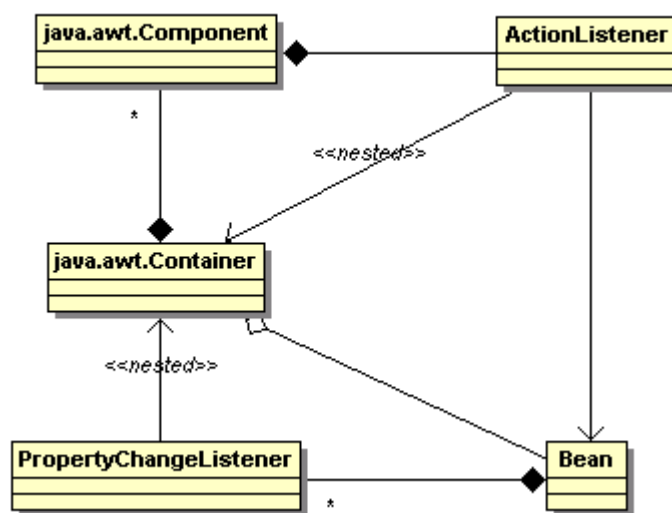 java.awt.Component
ActionListener
*
<<nested>>
java.awt.Container
<<nested>>
PropertyChangeListener
Bean
*